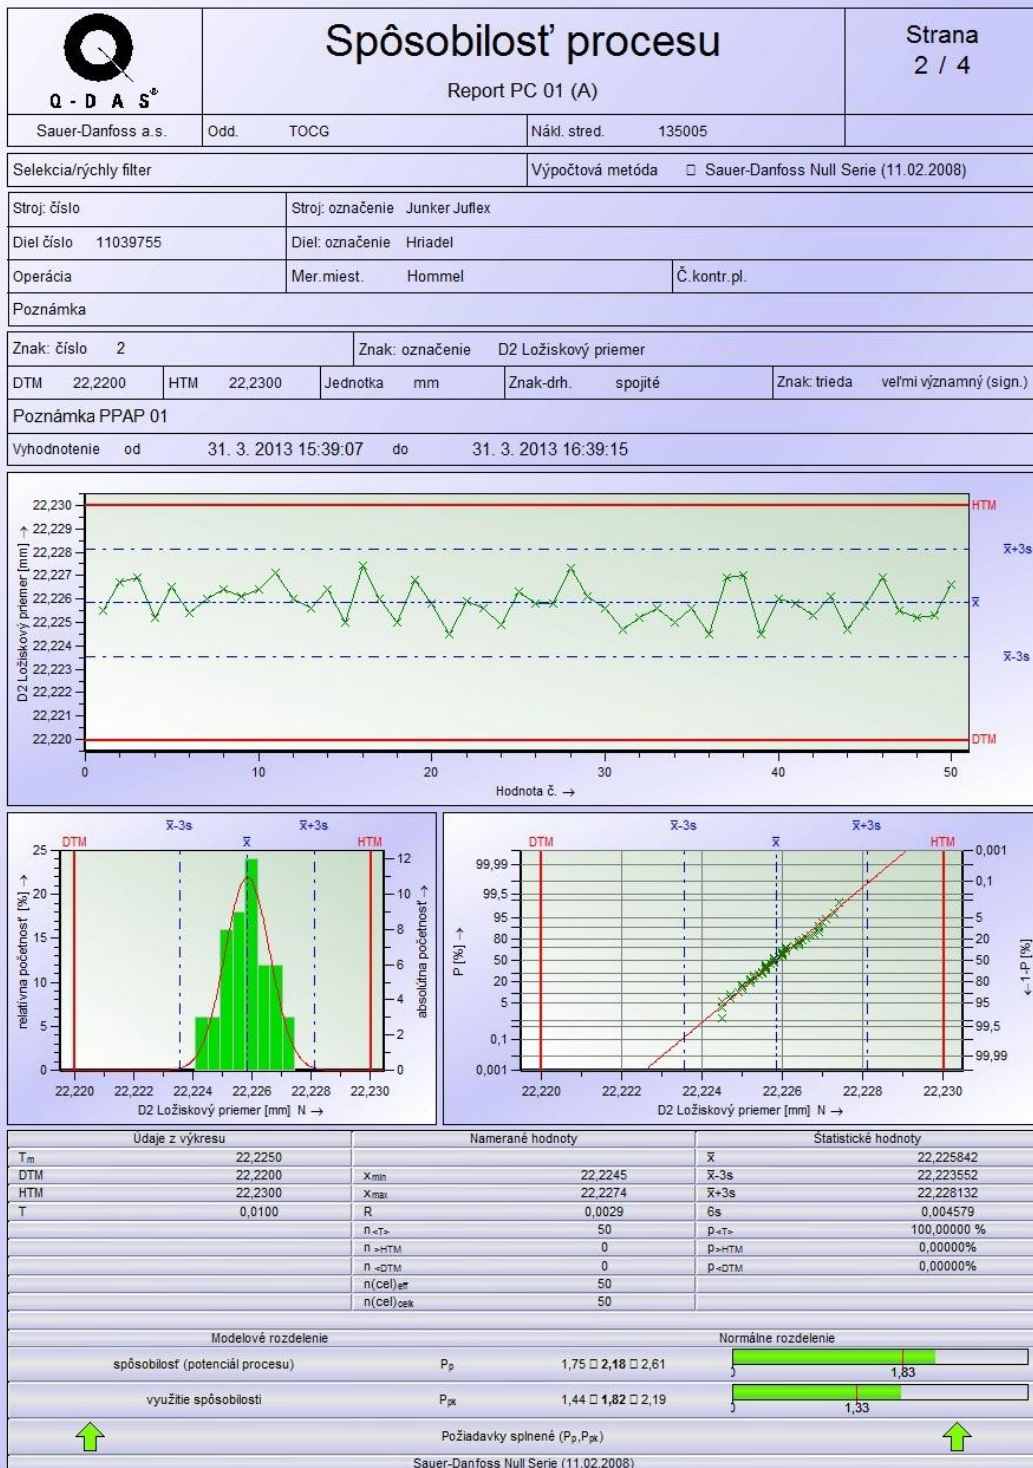 Q-DAS®
Spôsobilosť procesu
Report PC 01 (A)
Strana
2 / 4
Sauer-Danfoss a.s. Odd. TOCG Nákl. stred. 135005
Selekcia/rýchly filter Výpočtová metóda □ Sauer-Danfoss Null Serie (11.02.2008)
Stroj: číslo Stroj: označenie Junker Juflex
Diel číslo 11039755 Diel: označenie Hriadel
Operácia Mer.miest. Hommel Č.kontr.pl.
Poznámka
Znak: číslo 2 Znak: označenie D2 Ložiskový priemer
DTM 22,2200 HTM 22,2300 Jednotka mm Znak-drh. spojité Znak: trieda veľmi významný (sign.)
Poznámka PPAP 01
Vyhodnotenie od 31. 3. 2013 15:39:07 do 31. 3. 2013 16:39:15
D2 Ložiskový priemer [mm] →
22,230 HTM
22,229
22,228 x̄+3s
22,227
22,226 x̄
22,225
22,224 x̄-3s
22,223
22,222
22,221
22,220 DTM
0 10 20 30 40 50
Hodnota č. →
x̄-3s x̄+3s
DTM x̄ HTM
relatívna početnosť [%] →
25
20
15
10
5
0
absolútna početnosť →
12
10
8
6
4
2
0
22,220 22,222 22,224 22,226 22,228 22,230
D2 Ložiskový priemer [mm] N →
x̄-3s x̄+3s
DTM x̄ HTM
P [%] →
99,99
99,5
95
80
50
20
5
0,1
0,001
←1-P [%]
0,001
0,1
5
20
50
80
95
99,5
99,99
22,220 22,222 22,224 22,226 22,228 22,230
D2 Ložiskový priemer [mm] N →
Údaje z výkresu Namerané hodnoty Štatistické hodnoty
Tm 22,2250 x̄ 22,225842
DTM 22,2200 xmin 22,2245 x̄-3s 22,223552
HTM 22,2300 xmax 22,2274 x̄+3s 22,228132
T 0,0100 R 0,0029 6s 0,004579
n<T> 50 p<T> 100,00000 %
n>HTM 0 p>HTM 0,00000%
n<DTM 0 p<DTM 0,00000%
n(cel)eff 50
n(cel)celk 50
Modelové rozdelenie Normálne rozdelenie
spôsobilosť (potenciál procesu) Pp 1,75 □ 2,18 □ 2,61 0 1,83
využitie spôsobilosti Ppk 1,44 □ 1,82 □ 2,19 0 1,33
Požiadavky splnené (Pp,Ppk)
Sauer-Danfoss Null Serie (11.02.2008)